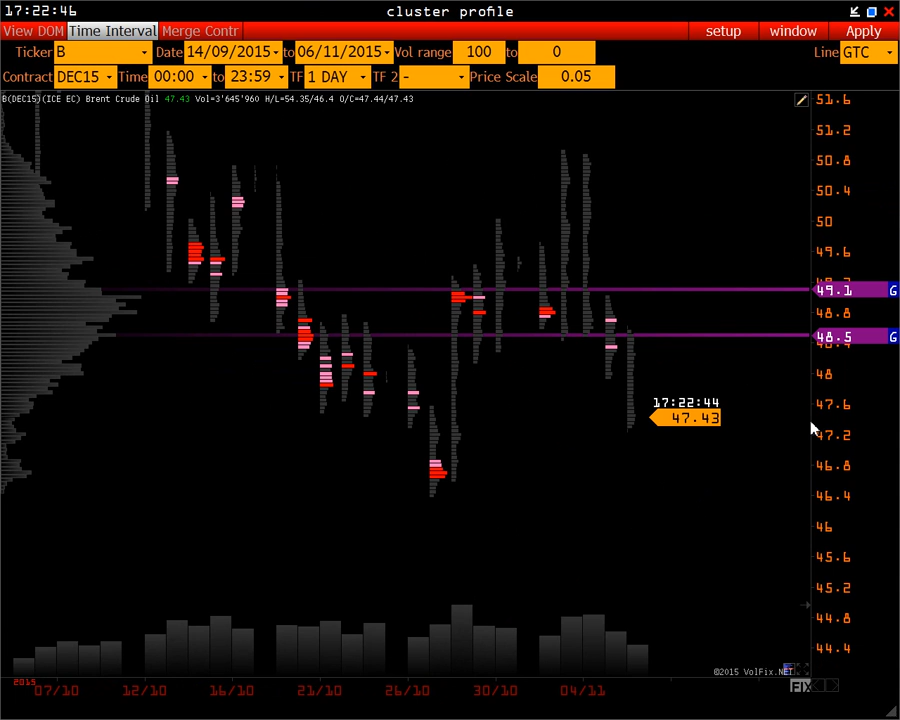 17:22:46 cluster profile
View DOM Time Interval Merge Contr setup window Apply
Ticker B Date 14/09/2015 to 06/11/2015 Vol range 100 to 0 Line GTC
Contract DEC15 Time 00:00 to 23:59 TF 1 DAY TF 2 - Price Scale 0.05
B(DEC15)(ICE EC) Brent Crude Oil 47.43 Vol=3'645'960 H/L=54.35/46.4 O/C=47.44/47.43
51.6
51.2
50.8
50.4
50
49.6
49.1 G
48.8
48.5 G
48
17:22:44
47.6
47.43
47.2
46.8
46.4
46
45.6
45.2
44.8
44.4
©2015 VolFix.NET
2015
07/10 12/10 16/10 21/10 26/10 30/10 04/11
FIX